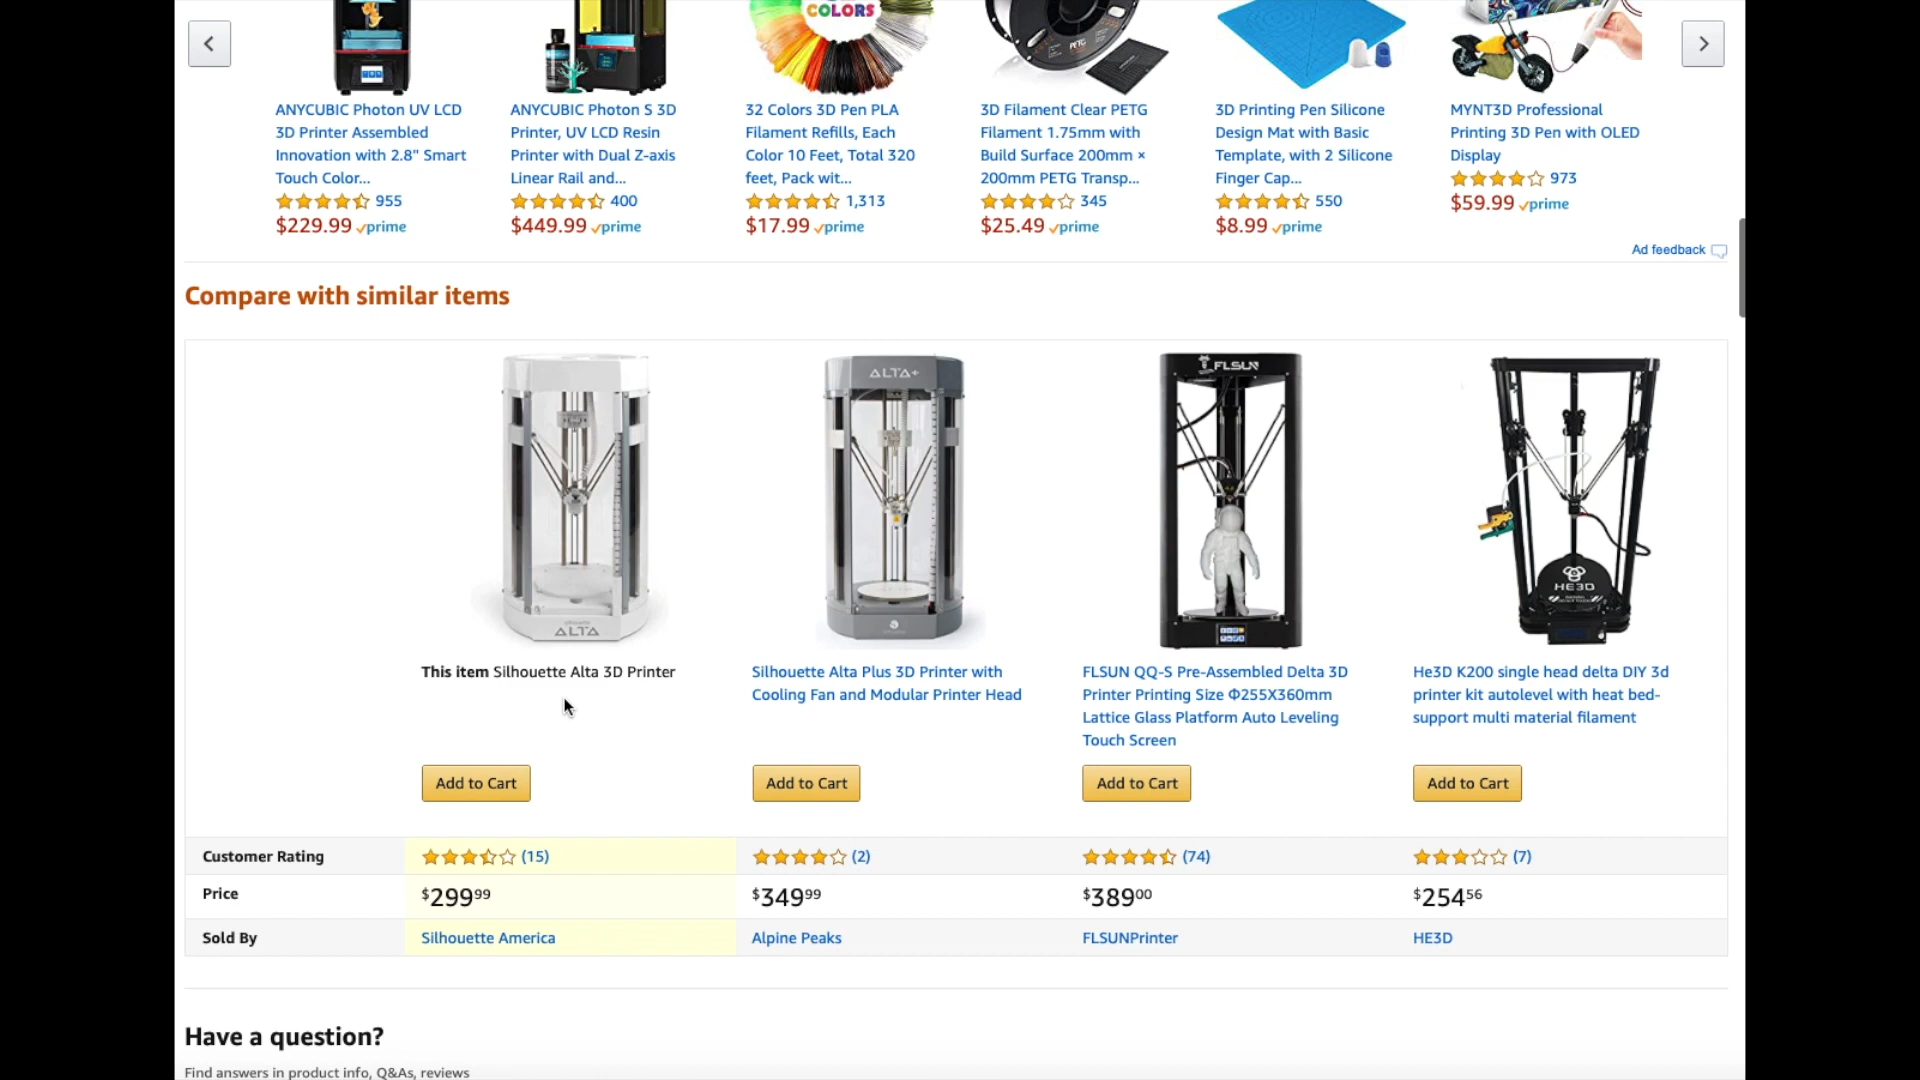 COLORS
PETG
ANYCUBIC Photon UV LCD
3D Printer Assembled
Innovation with 2.8" Smart
Touch Color...
955
$229.99 prime
ANYCUBIC Photon S 3D
Printer, UV LCD Resin
Printer with Dual Z-axis
Linear Rail and...
400
$449.99 prime
32 Colors 3D Pen PLA
Filament Refills, Each
Color 10 Feet, Total 320
feet, Pack wit...
1,313
$17.99 prime
3D Filament Clear PETG
Filament 1.75mm with
Build Surface 200mm ×
200mm PETG Transp...
345
$25.49 prime
3D Printing Pen Silicone
Design Mat with Basic
Template, with 2 Silicone
Finger Cap...
550
$8.99 prime
MYNT3D Professional
Printing 3D Pen with OLED
Display
973
$59.99 prime
Ad feedback
Compare with similar items
ALTA
ALTA+
FLSUN
HE3D
This item Silhouette Alta 3D Printer
Silhouette Alta Plus 3D Printer with
Cooling Fan and Modular Printer Head
FLSUN QQ-S Pre-Assembled Delta 3D
Printer Printing Size Φ255X360mm
Lattice Glass Platform Auto Leveling
Touch Screen
He3D K200 single head delta DIY 3d
printer kit autolevel with heat bed-
support multi material filament
Add to Cart
Add to Cart
Add to Cart
Add to Cart
Customer Rating (15) (2) (74) (7)
Price $299 99 $349 99 $389 00 $254 56
Sold By Silhouette America Alpine Peaks FLSUNPrinter HE3D
Have a question?
Find answers in product info, Q&As, reviews